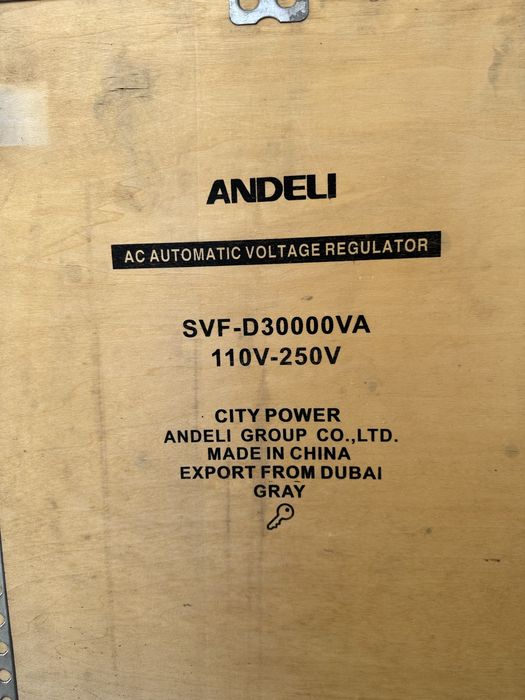 ANDELI
AC AUTOMATIC VOLTAGE REGULATOR
SVF-D30000VA
110V-250V
CITY POWER
ANDELI GROUP CO.,LTD.
MADE IN CHINA
EXPORT FROM DUBAI
GRAY